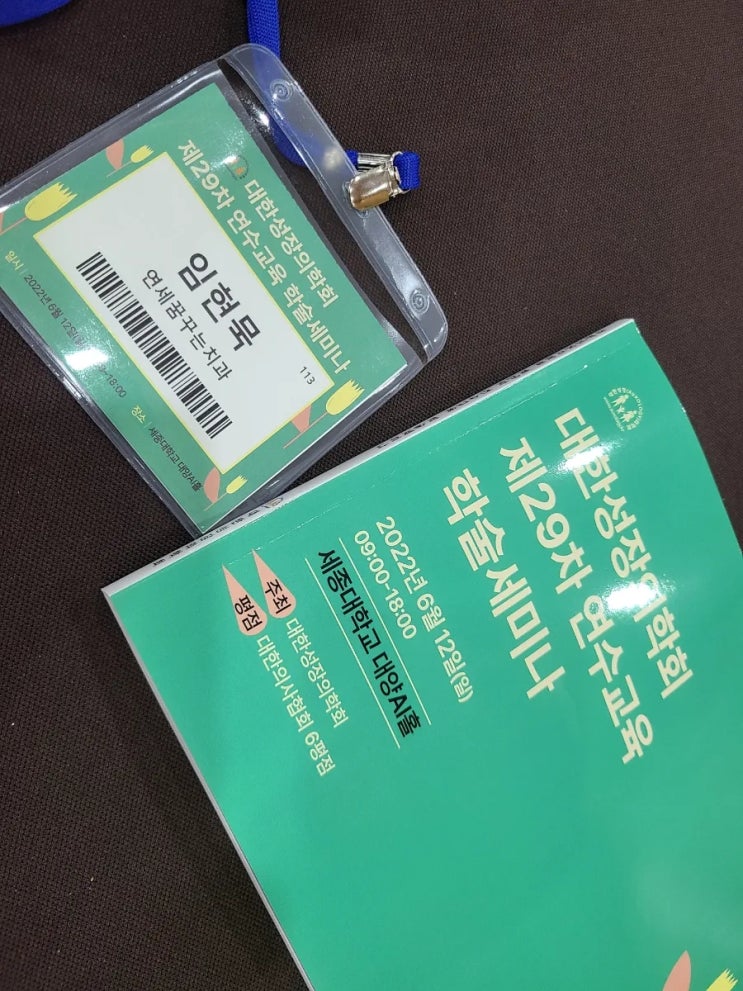 대한성장의학회
제29차 연수교육 학술세미나
113
임현묵
연세꿈꾸는치과
일시 | 2022년 6월 12일(일) 09:00-18:00
장소 | 세종대학교 대양AI홀
대한성장의학회
제29차 연수교육
학술세미나
2022년 6월 12일(일)
09:00-18:00
세종대학교 대양AI홀
주최 대한성장의학회
평점 대한의사협회 6평점